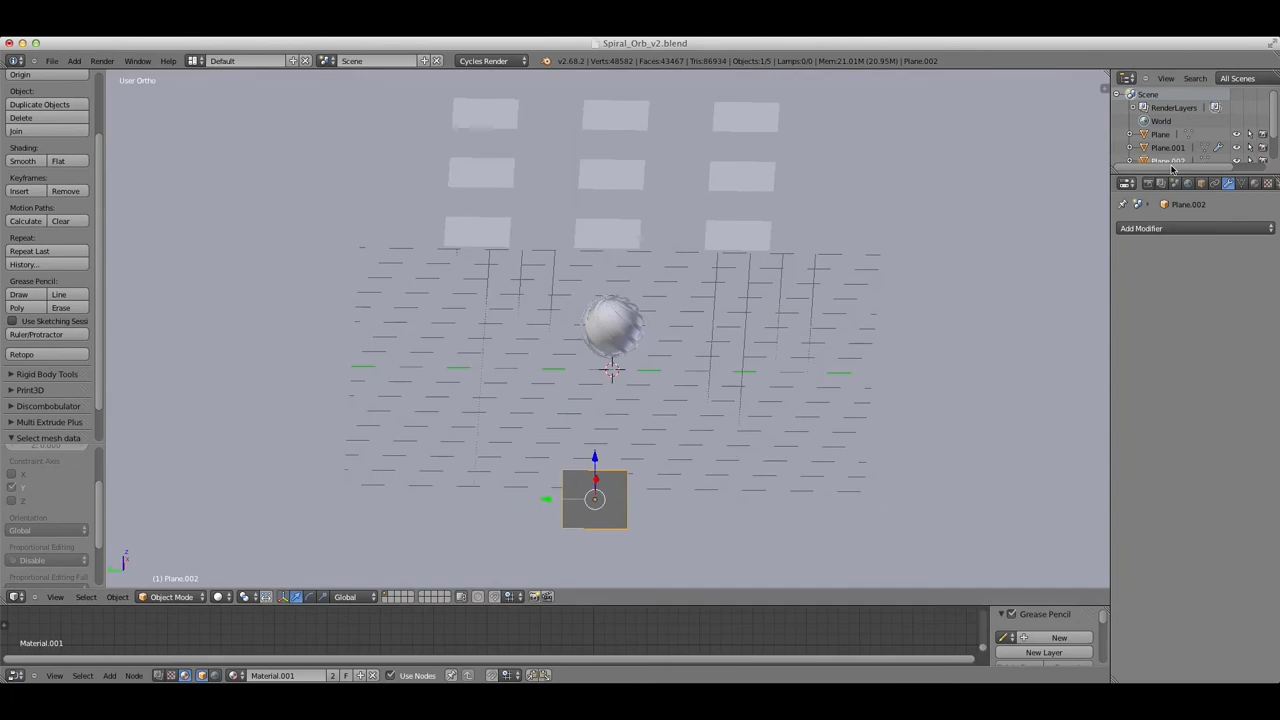 Spiral_Orb_v2.blend
File Add Render Window Help Default Scene Cycles Render v2.68.2 | Verts:48582 | Faces:43467 | Tris:86934 | Objects:1/5 | Lamps:0/0 | Mem:21.01M (20.95M) | Plane.002
Origin
Object:
Duplicate Objects
Delete
Join
Shading:
Smooth Flat
Keyframes:
Insert Remove
Motion Paths:
Calculate Clear
Repeat:
Repeat Last
History...
Grease Pencil:
Draw Line
Poly Erase
Use Sketching Sessi
Ruler/Protractor
Retopo
Rigid Body Tools
Print3D
Discombobulator
Multi Extrude Plus
Select mesh data
Constraint Axis
X
Y
Z
Orientation
Global
Proportional Editing
Disable
Proportional Editing Fall
User Ortho
z
(1) Plane.002
View Select Object Object Mode Global
Material.001
View Select Add Node Material.001 2 F Use Nodes
Grease Pencil
New
New Layer
View Search All Scenes
Scene
RenderLayers
World
Plane
Plane.001
Plane.002
Plane.002
Add Modifier